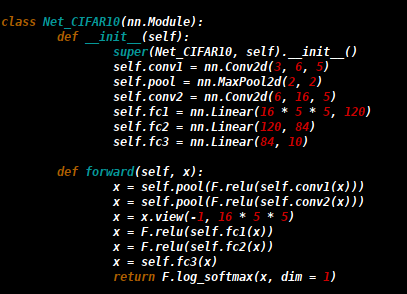 class Net_CIFAR10(nn.Module):
        def __init__(self):
                super(Net_CIFAR10, self).__init__()
                self.conv1 = nn.Conv2d(3, 6, 5)
                self.pool = nn.MaxPool2d(2, 2)
                self.conv2 = nn.Conv2d(6, 16, 5)
                self.fc1 = nn.Linear(16 * 5 * 5, 120)
                self.fc2 = nn.Linear(120, 84)
                self.fc3 = nn.Linear(84, 10)

        def forward(self, x):
                x = self.pool(F.relu(self.conv1(x)))
                x = self.pool(F.relu(self.conv2(x)))
                x = x.view(-1, 16 * 5 * 5)
                x = F.relu(self.fc1(x))
                x = F.relu(self.fc2(x))
                x = self.fc3(x)
                return F.log_softmax(x, dim = 1)